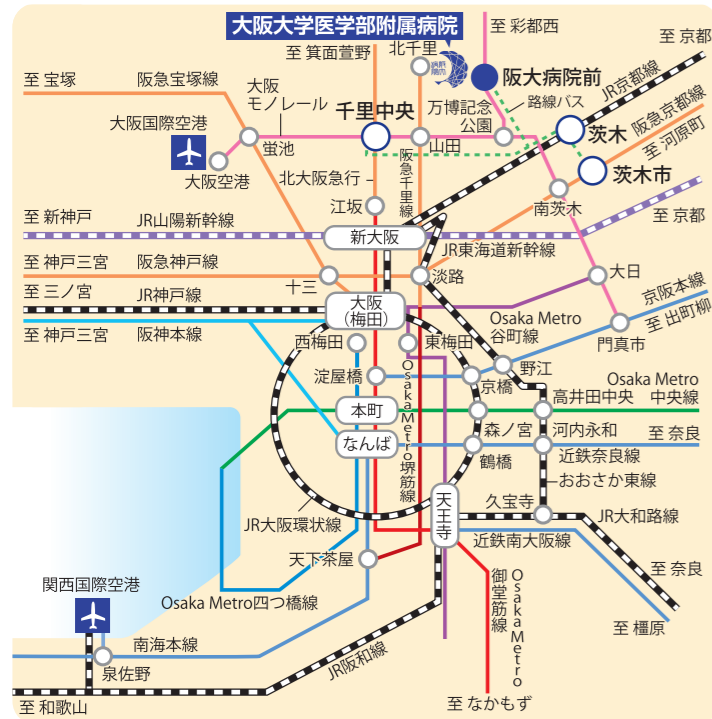 大阪大学医学部附属病院
至 彩都西
至 京都
至 箕面萱野
北千里
阪大病院前
JR京都線
至 宝塚
阪急宝塚線
大阪
モノレール
千里中央
万博記念
公園
路線バス
茨木
阪急京都線
至 河原町
大阪国際空港
蛍池
山田
大阪空港
北大阪急行
阪急千里線
茨木市
南茨木
江坂
至 新神戸
JR山陽新幹線
新大阪
至 京都
JR東海道新幹線
至 神戸三宮
阪急神戸線
十三
淡路
大日
至 三ノ宮
JR神戸線
大阪
（梅田）
京阪本線
至 出町柳
至 神戸三宮
阪神本線
Osaka Metro
谷町線
門真市
西梅田
東梅田
野江
淀屋橋
京橋
Osaka Metro堺筋線
Osaka Metro
中央線
高井田中央
本町
森ノ宮
河内永和
至 奈良
なんば
鶴橋
近鉄奈良線
おおさか東線
天王寺
久宝寺
JR大和路線
JR大阪環状線
近鉄南大阪線
天下茶屋
至 奈良
関西国際空港
Osaka Metro四つ橋線
御堂筋線
Osaka Metro
至 橿原
南海本線
泉佐野
JR阪和線
至 和歌山
至 なかもず